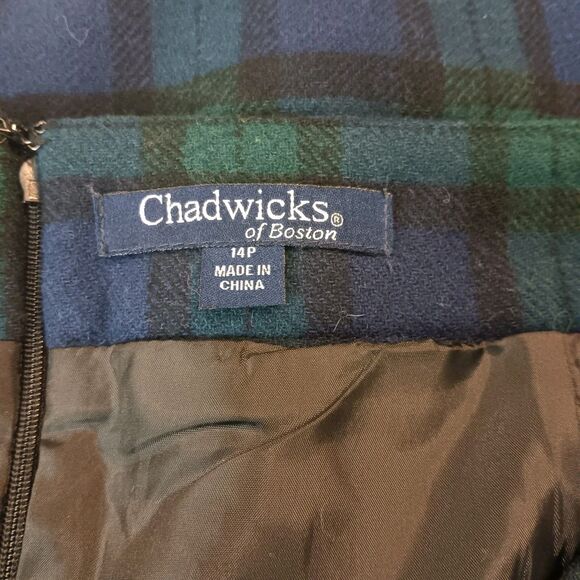 Chadwicks®
of Boston
14P
MADE IN
CHINA